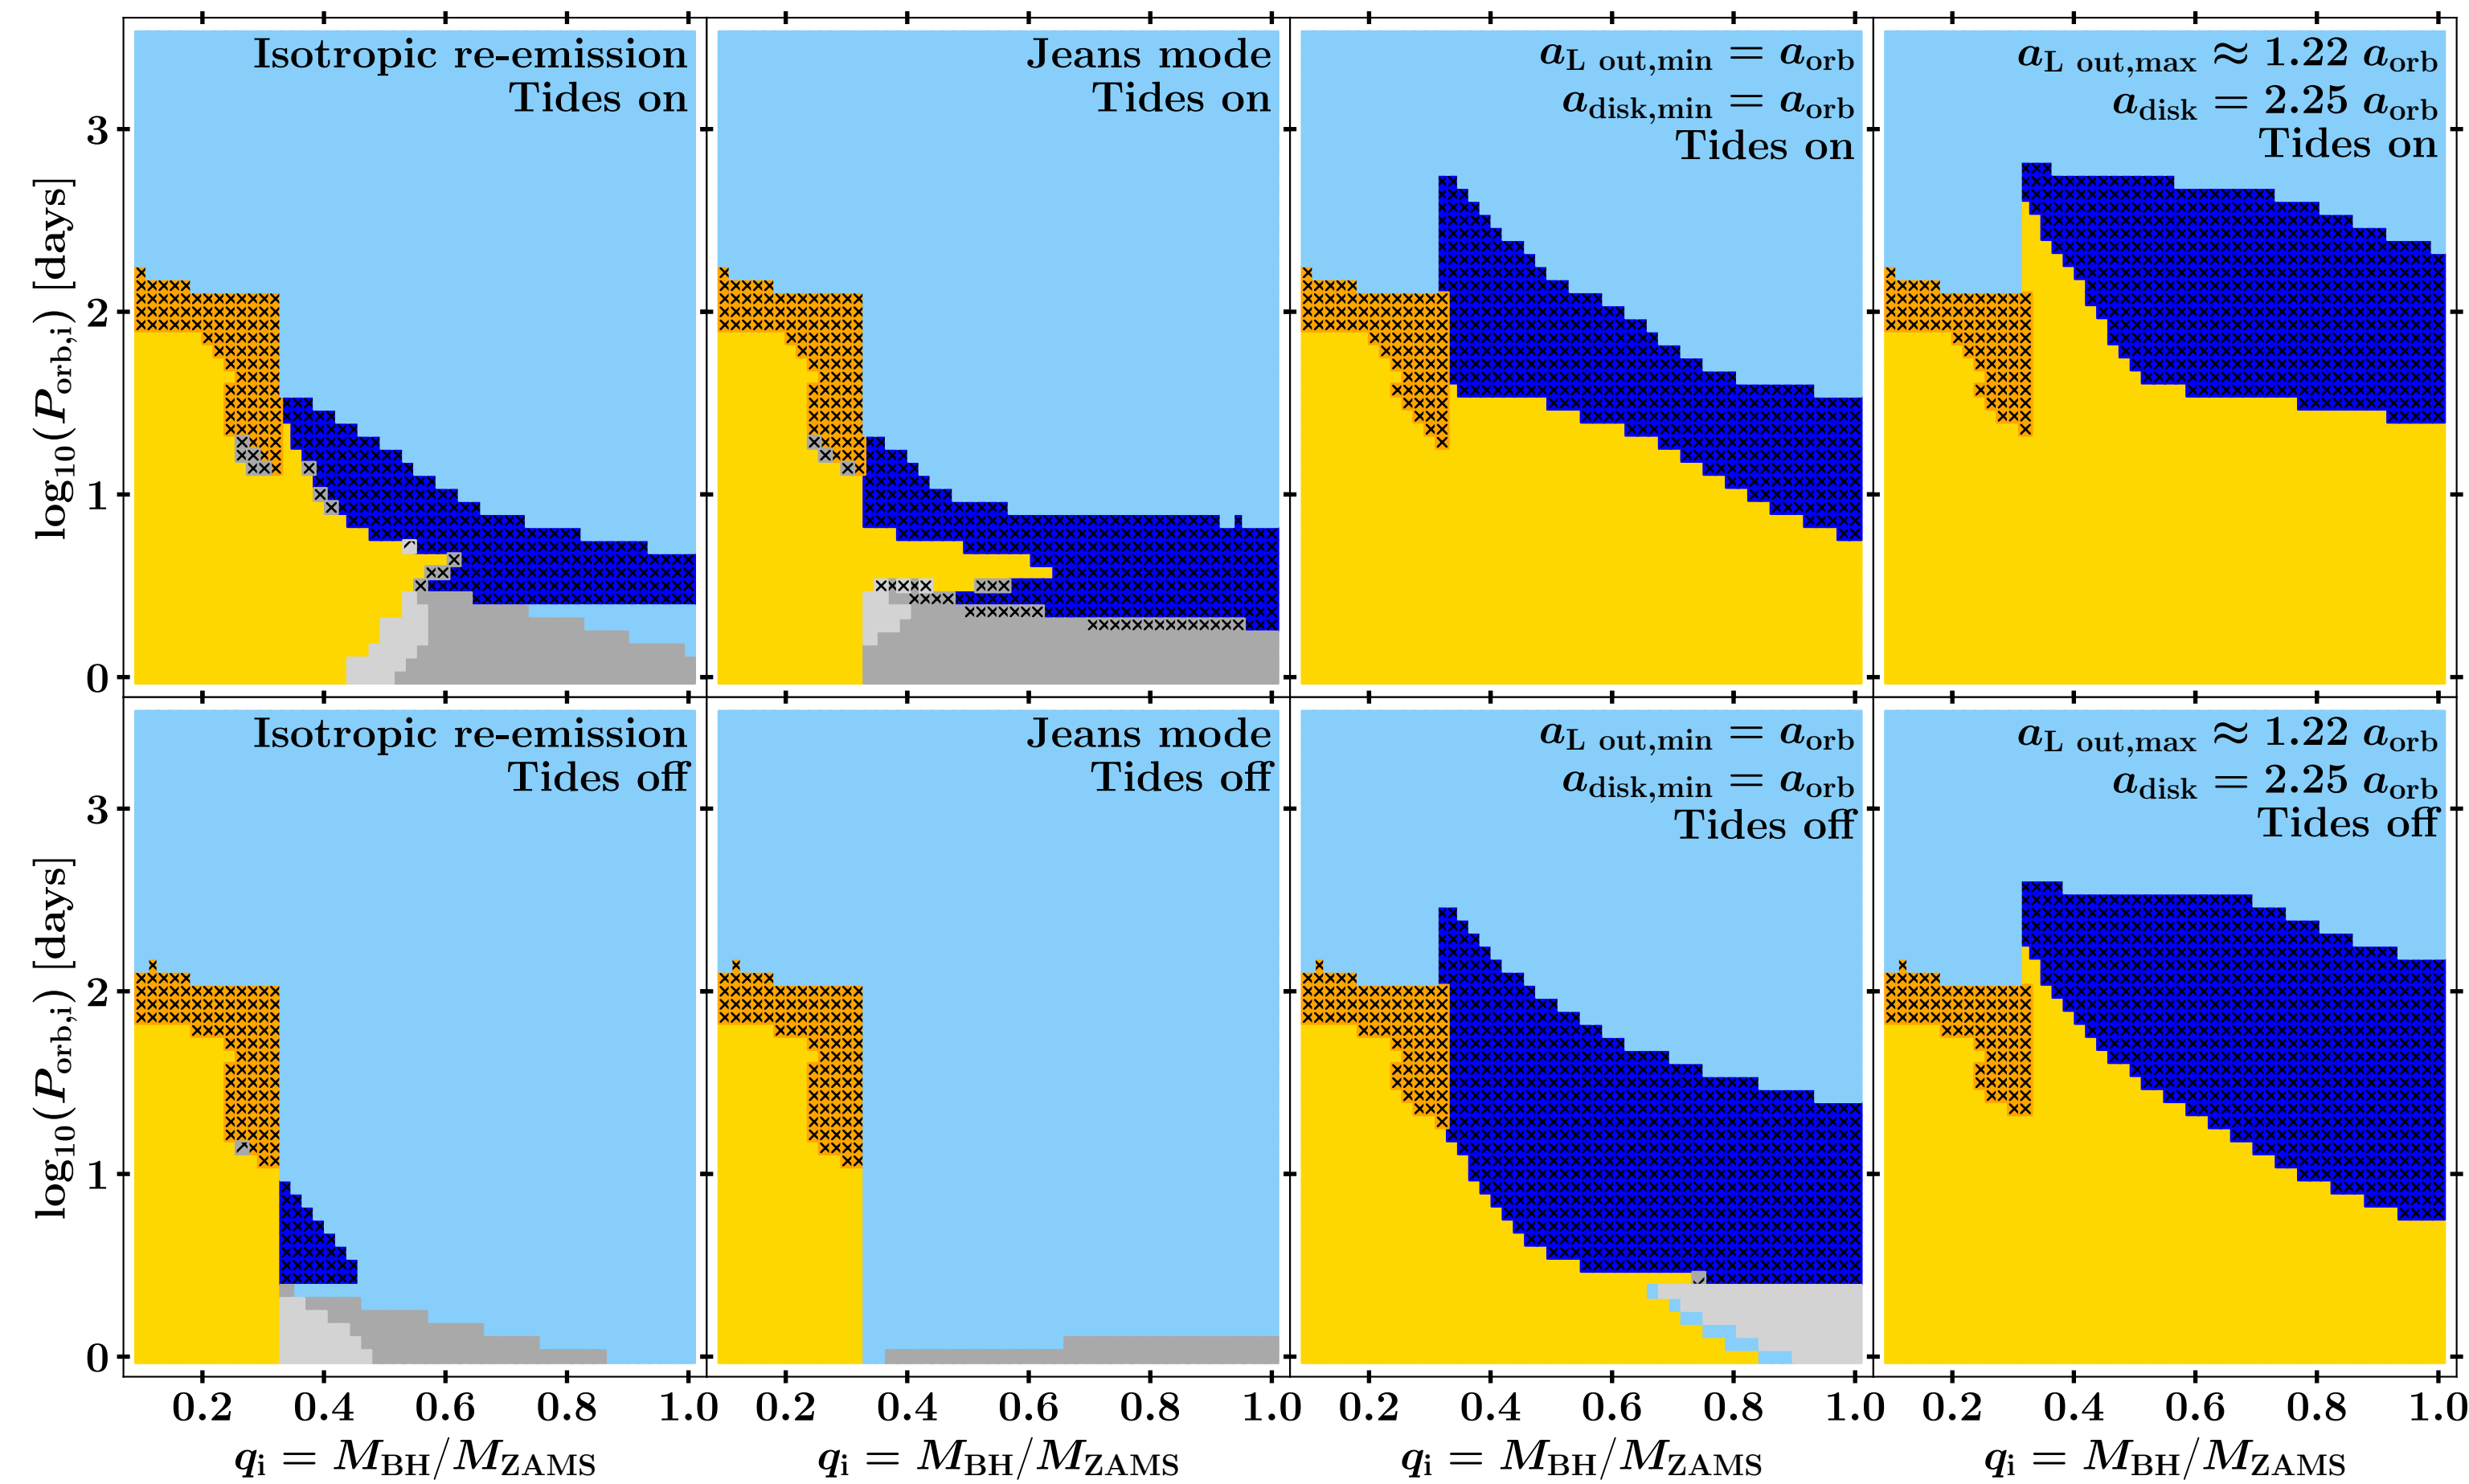 Isotropic re-emission
Tides on
Jeans mode
Tides on
a_L out,min = a_orb
a_disk,min = a_orb
Tides on
a_L out,max ≈ 1.22 a_orb
a_disk = 2.25 a_orb
Tides on
log₁₀(P_orb,i) [days]
3
2
1
0
Isotropic re-emission
Tides off
Jeans mode
Tides off
a_L out,min = a_orb
a_disk,min = a_orb
Tides off
a_L out,max ≈ 1.22 a_orb
a_disk = 2.25 a_orb
Tides off
log₁₀(P_orb,i) [days]
3
2
1
0
0.2 0.4 0.6 0.8 1.0 0.2 0.4 0.6 0.8 1.0 0.2 0.4 0.6 0.8 1.0 0.2 0.4 0.6 0.8 1.0
q_i = M_BH/M_ZAMS q_i = M_BH/M_ZAMS q_i = M_BH/M_ZAMS q_i = M_BH/M_ZAMS